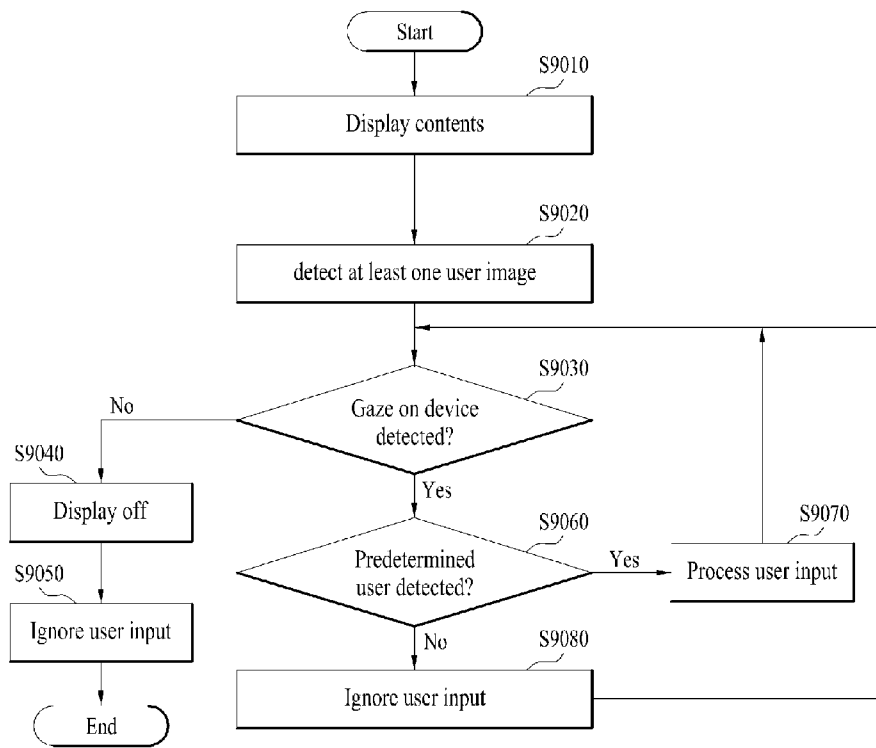 Start
S9010
Display contents
S9020
detect at least one user image
S9030
Gaze on device
detected?
No
S9040
Display off
Yes
S9050
Ignore user input
End
S9060
Predetermined
user detected?
Yes
S9070
Process user input
No
S9080
Ignore user input